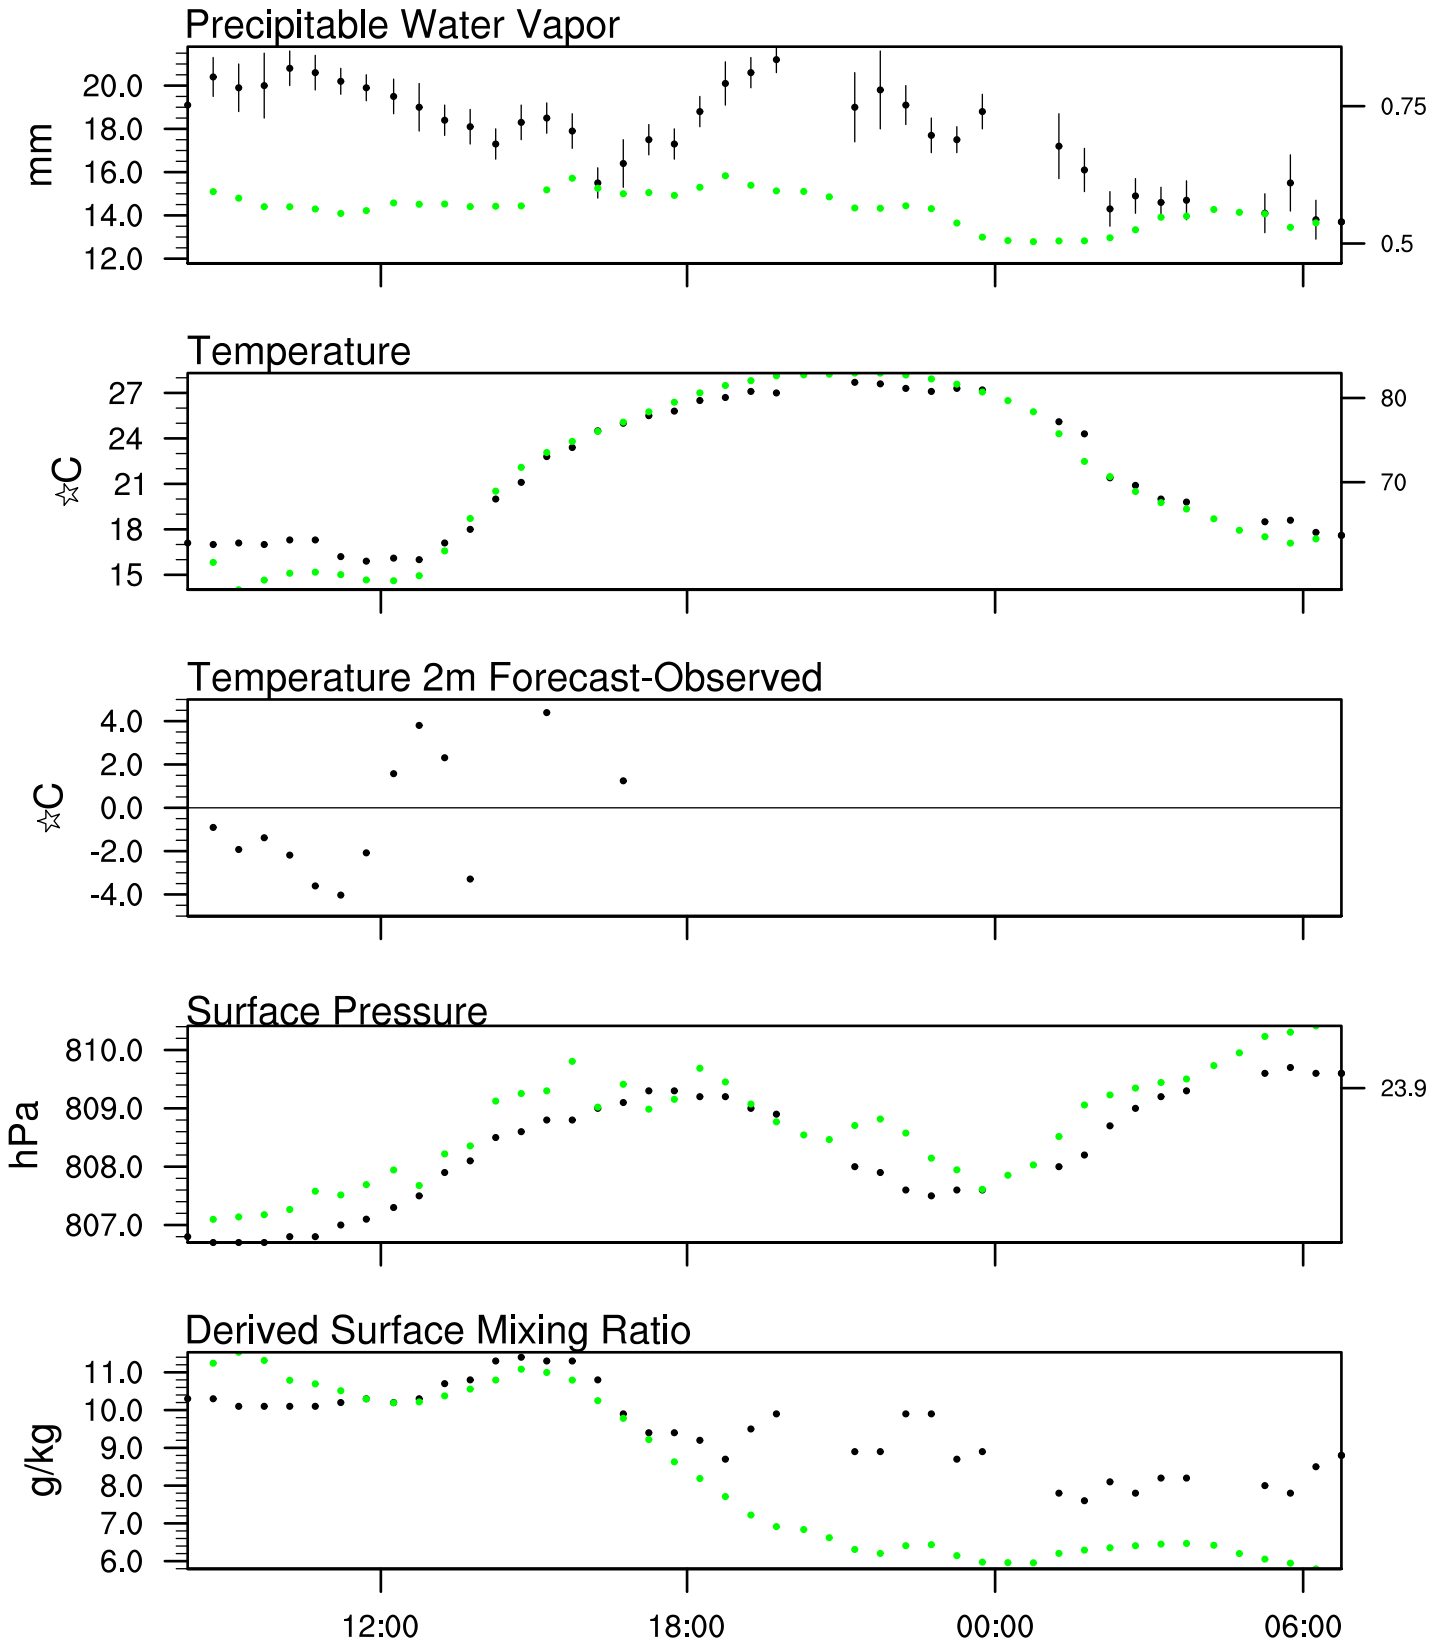 Precipitable Water Vapor
20.0
18.0
16.0
14.0
12.0
mm
0.75
0.5
Temperature
27
24
21
18
15
☆C
80
70
Temperature 2m Forecast-Observed
4.0
2.0
0.0
-2.0
-4.0
☆C
Surface Pressure
810.0
809.0
808.0
807.0
hPa
23.9
Derived Surface Mixing Ratio
11.0
10.0
9.0
8.0
7.0
6.0
g/kg
12:00 18:00 00:00 06:00